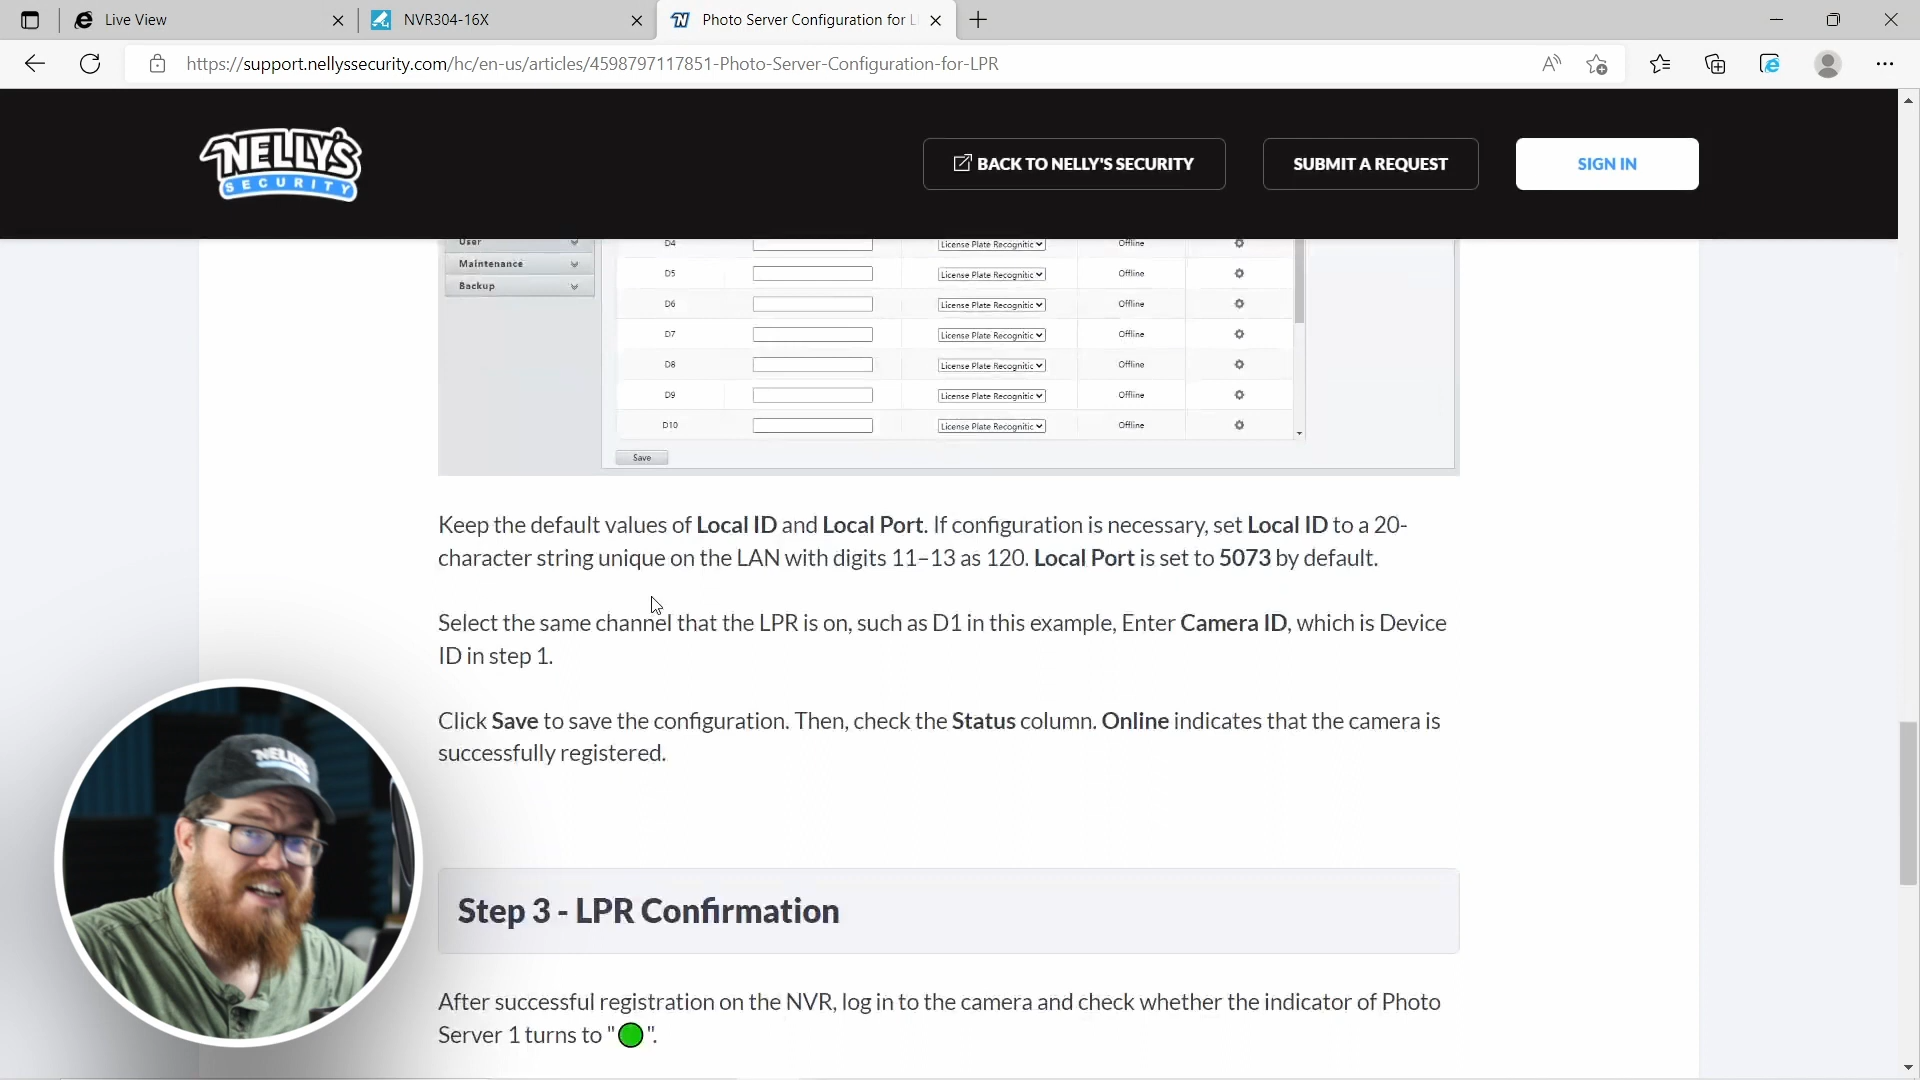 Live View
NVR304-16X
Photo Server Configuration for L
https://support.nellyssecurity.com/hc/en-us/articles/4598797117851-Photo-Server-Configuration-for-LPR
NELLY'S
SECURITY
BACK TO NELLY'S SECURITY
SUBMIT A REQUEST
SIGN IN
User
Maintenance
Backup
D4 License Plate Recognitic Offline
D5 License Plate Recognitic Offline
D6 License Plate Recognitic Offline
D7 License Plate Recognitic Offline
D8 License Plate Recognitic Offline
D9 License Plate Recognitic Offline
D10 License Plate Recognitic Offline
Save
Keep the default values of Local ID and Local Port. If configuration is necessary, set Local ID to a 20-
character string unique on the LAN with digits 11–13 as 120. Local Port is set to 5073 by default.
Select the same channel that the LPR is on, such as D1 in this example, Enter Camera ID, which is Device
ID in step 1.
Click Save to save the configuration. Then, check the Status column. Online indicates that the camera is
successfully registered.
Step 3 - LPR Confirmation
After successful registration on the NVR, log in to the camera and check whether the indicator of Photo
Server 1 turns to " ".